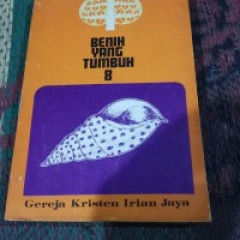 BENIH
YANG
TUMBUH
8
Gereja Kristen Irian Jaya